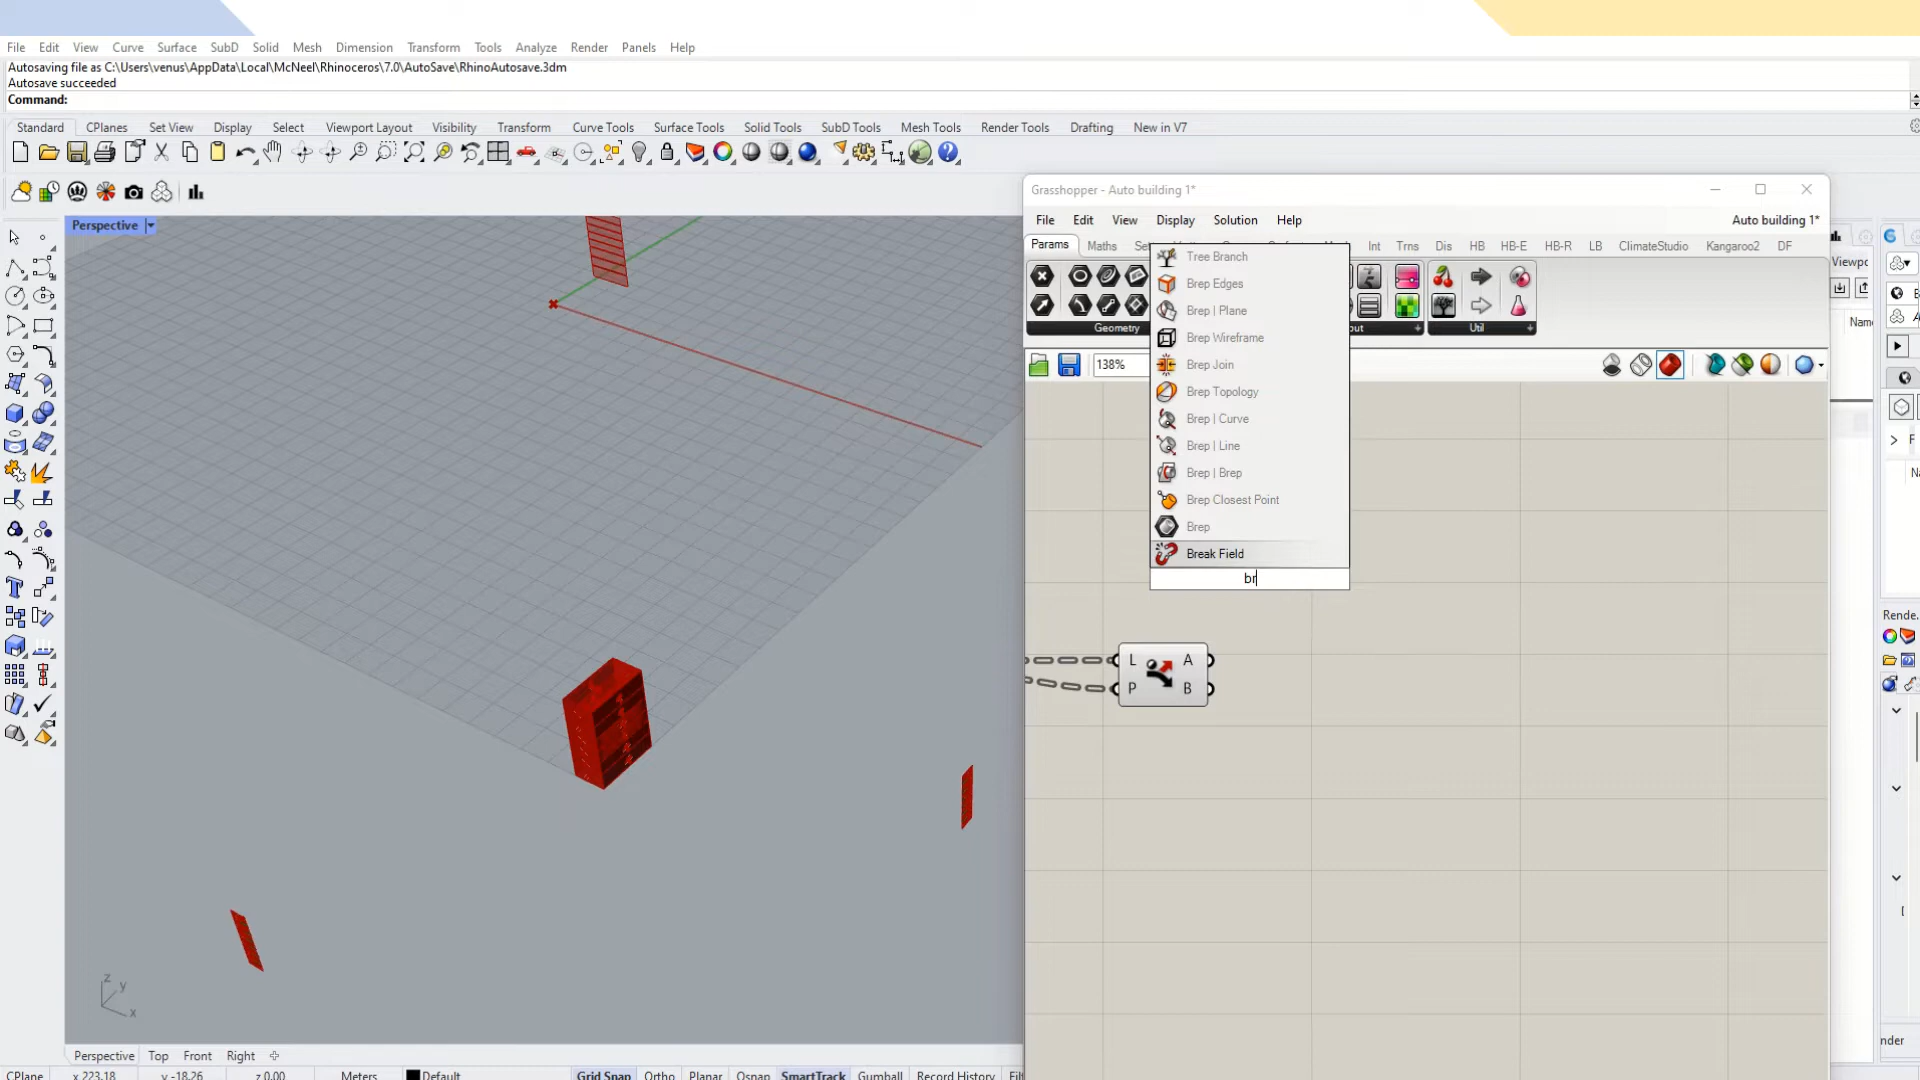 File Edit View Curve Surface SubD Solid Mesh Dimension Transform Tools Analyze Render Panels Help
Autosaving file as C:\Users\venus\AppData\Local\McNeel\Rhinoceros\7.0\AutoSave\RhinoAutosave.3dm
Autosave succeeded
Command:
Standard CPlanes Set View Display Select Viewport Layout Visibility Transform Curve Tools Surface Tools Solid Tools SubD Tools Mesh Tools Render Tools Drafting New in V7
Perspective
Grasshopper - Auto building 1*
File Edit View Display Solution Help Auto building 1*
Params Maths Int Trns Dis HB HB-E HB-R LB ClimateStudio Kangaroo2 DF
Geometry Util
138%
Tree Branch
Brep Edges
Brep | Plane
Brep Wireframe
Brep Join
Brep Topology
Brep | Curve
Brep | Line
Brep | Brep
Brep Closest Point
Brep
Break Field
br
L A
P B
z
y
x
Perspective Top Front Right
CPlane x 223.18 y -18.26 z 0.00 Meters Default Grid Snap Ortho Planar Osnap SmartTrack Gumball Record History